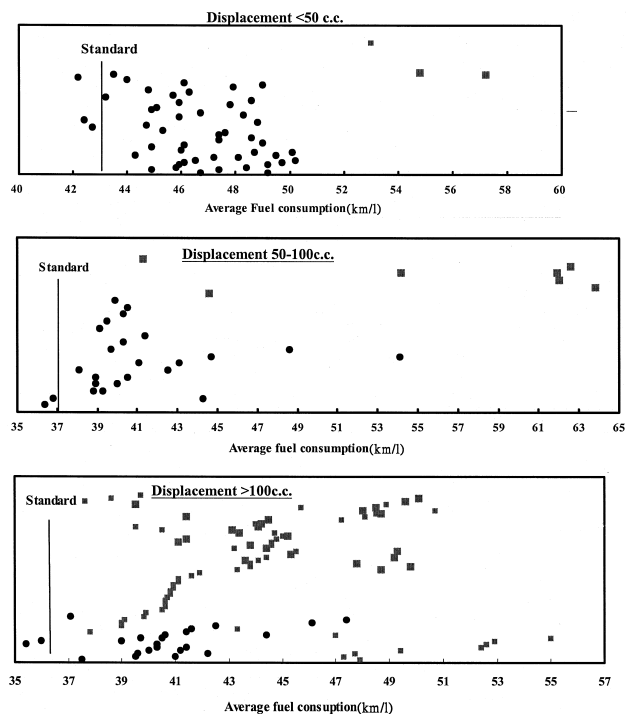 Displacement <50 c.c.
Standard
40 42 44 46 48 50 52 54 56 58 60
Average Fuel consumption(km/l)
Displacement 50-100c.c.
Standard
35 37 39 41 43 45 47 49 51 53 55 57 59 61 63 65
Average fuel consumption(km/l)
Displacement >100c.c.
Standard
35 37 39 41 43 45 47 49 51 53 55 57
Average fuel consuption(km/l)